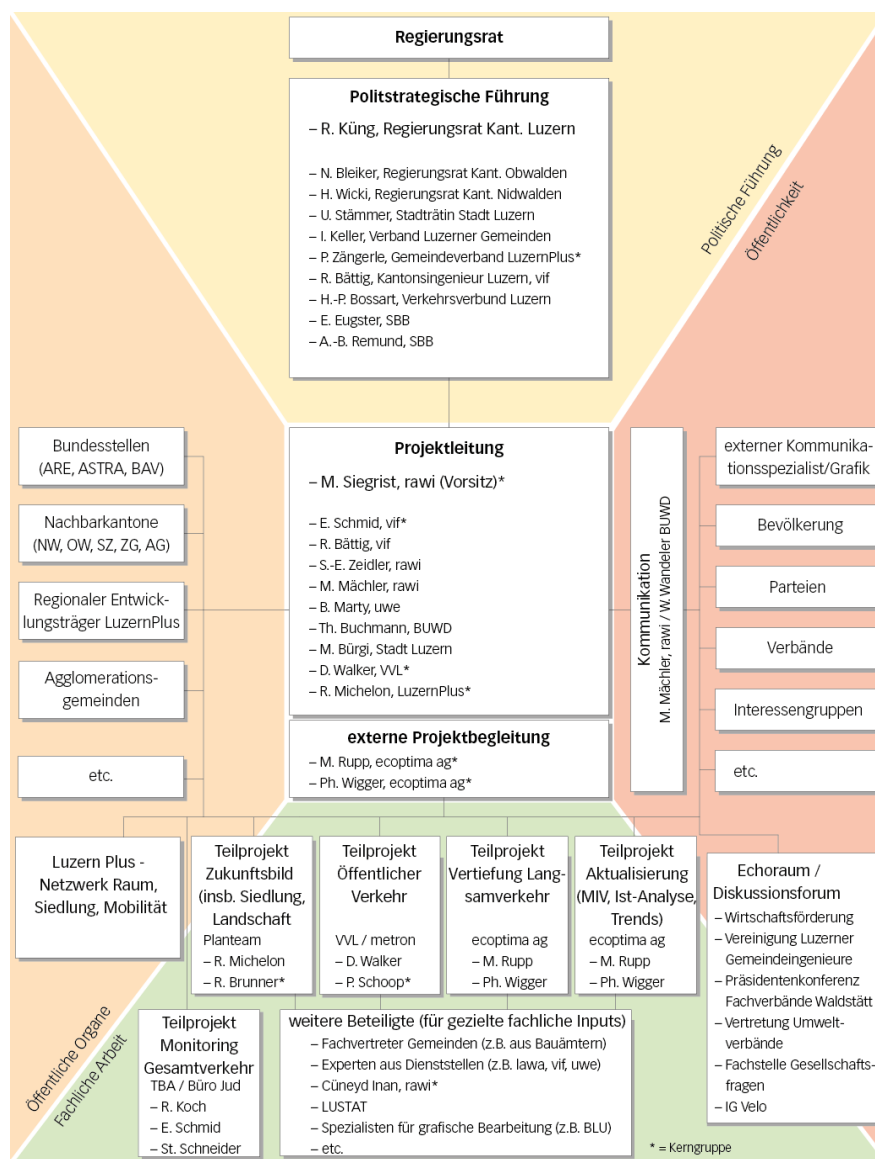 Regierungsrat
Politstrategische Führung
– R. Küng, Regierungsrat Kant. Luzern
– N. Bleiker, Regierungsrat Kant. Obwalden
– H. Wicki, Regierungsrat Kant. Nidwalden
– U. Stämmer, Stadträtin Stadt Luzern
– I. Keller, Verband Luzerner Gemeinden
– P. Zängerle, Gemeindeverband LuzernPlus*
– R. Bättig, Kantonsingenieur Luzern, vif
– H.-P. Bossart, Verkehrsverbund Luzern
– E. Eugster, SBB
– A.-B. Remund, SBB
Politische Führung
Öffentlichkeit
Bundesstellen
(ARE, ASTRA, BAV)
Nachbarkantone
(NW, OW, SZ, ZG, AG)
Regionaler Entwick-
lungsträger LuzernPlus
Agglomerations-
gemeinden
etc.
Projektleitung
– M. Siegrist, rawi (Vorsitz)*
– E. Schmid, vif*
– R. Bättig, vif
– S.-E. Zeidler, rawi
– M. Mächler, rawi
– B. Marty, uwe
– Th. Buchmann, BUWD
– M. Bürgi, Stadt Luzern
– D. Walker, VVL*
– R. Michelon, LuzernPlus*
externe Projektbegleitung
– M. Rupp, ecoptima ag*
– Ph. Wigger, ecoptima ag*
Kommunikation
M. Mächler, rawi / W. Wandeler BUWD
externer Kommunika-
tionsspezialist/Grafik
Bevölkerung
Parteien
Verbände
Interessengruppen
etc.
Luzern Plus -
Netzwerk Raum,
Siedlung, Mobilität
Teilprojekt
Zukunftsbild
(insb. Siedlung,
Landschaft
Planteam
– R. Michelon
– R. Brunner*
Teilprojekt
Öffentlicher
Verkehr
VVL / metron
– D. Walker
– P. Schoop*
Teilprojekt
Vertiefung Lang-
samverkehr
ecoptima ag
– M. Rupp
– Ph. Wigger
Teilprojekt
Aktualisierung
(MIV, Ist-Analyse,
Trends)
ecoptima ag
– M. Rupp
– Ph. Wigger
Echoraum /
Diskussionsforum
– Wirtschaftsförderung
– Vereinigung Luzerner
Gemeindeingenieure
– Präsidentenkonferenz
Fachverbände Waldstätt
– Vertretung Umwelt-
verbände
– Fachstelle Gesellschafts-
fragen
– IG Velo
Öffentliche Organe
Fachliche Arbeit
Teilprojekt
Monitoring
Gesamtverkehr
TBA / Büro Jud
– R. Koch
– E. Schmid
– St. Schneider
weitere Beteiligte (für gezielte fachliche Inputs)
– Fachvertreter Gemeinden (z.B. aus Bauämtern)
– Experten aus Dienststellen (z.B. lawa, vif, uwe)
– Cüneyd Inan, rawi*
– LUSTAT
– Spezialisten für grafische Bearbeitung (z.B. BLU)
– etc.
* = Kerngruppe